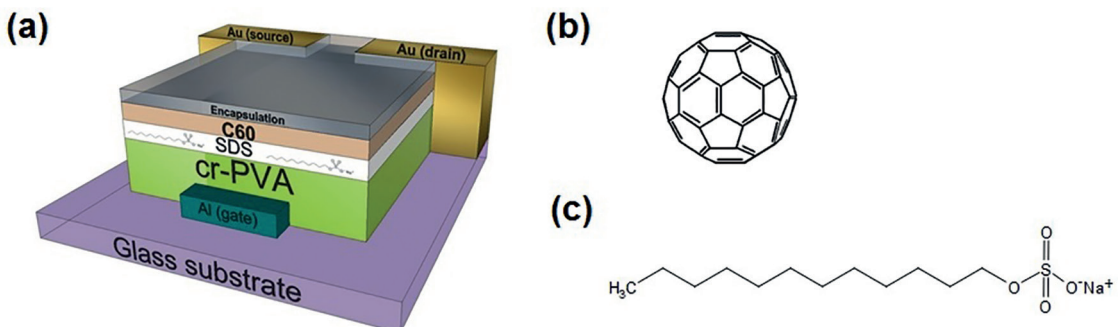 (a)
Au (source)
Au (drain)
Encapsulation
C60
SDS
cr-PVA
Al (gate)
Glass substrate
(b)
(c)
H₃C
O
S
O
O
O⁻Na⁺